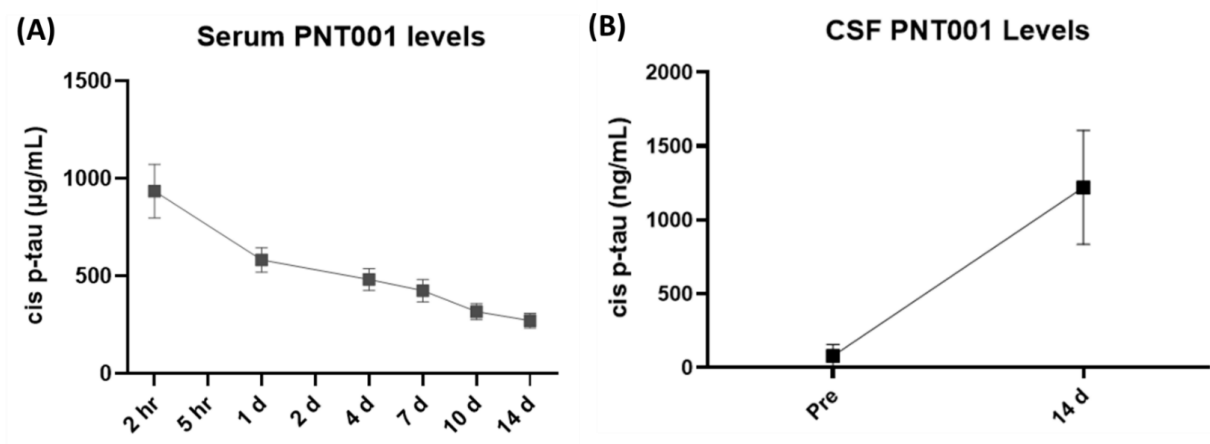 (A)
Serum PNT001 levels
cis p-tau (µg/mL)
1500
1000
500
0
2 hr
5 hr
1 d
2 d
4 d
7 d
10 d
14 d
(B)
CSF PNT001 Levels
cis p-tau (ng/mL)
2000
1500
1000
500
0
Pre
14 d